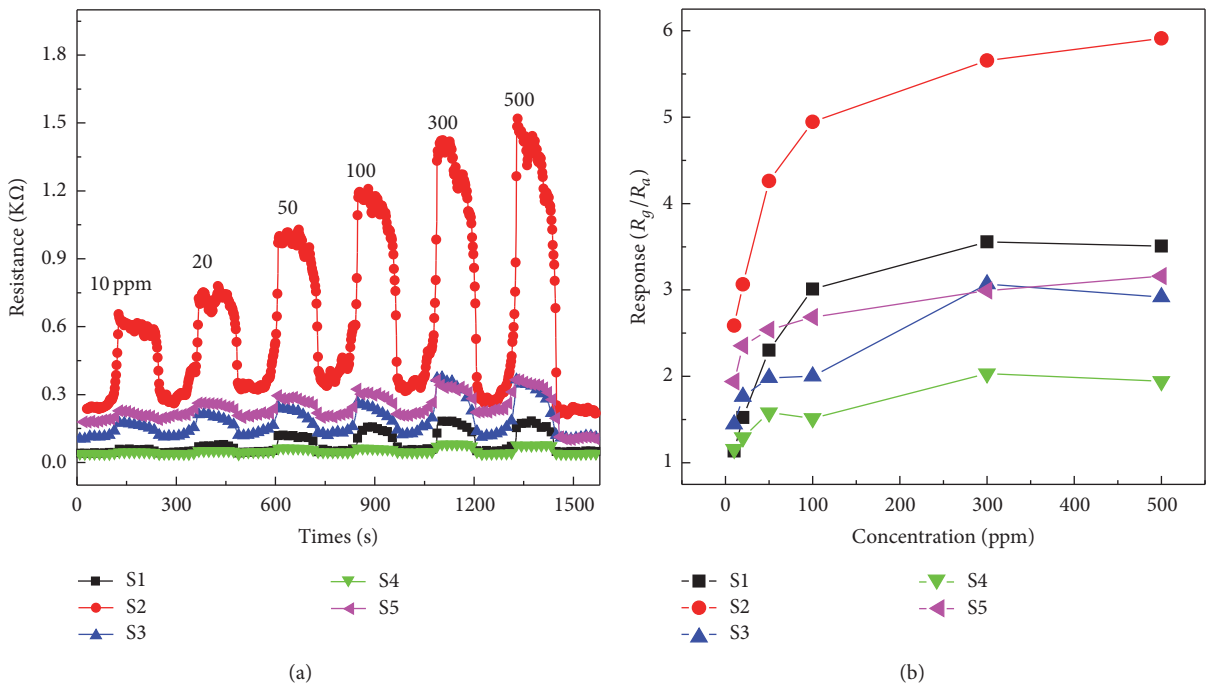 1.8
1.5
1.2
0.9
0.6
0.3
0.0
Resistance (KΩ)
10 ppm
20
50
100
300
500
0
300
600
900
1200
1500
Times (s)
S1
S2
S3
S4
S5
(a)
6
5
4
3
2
1
Response (Rg/Ra)
0
100
200
300
400
500
Concentration (ppm)
S1
S2
S3
S4
S5
(b)